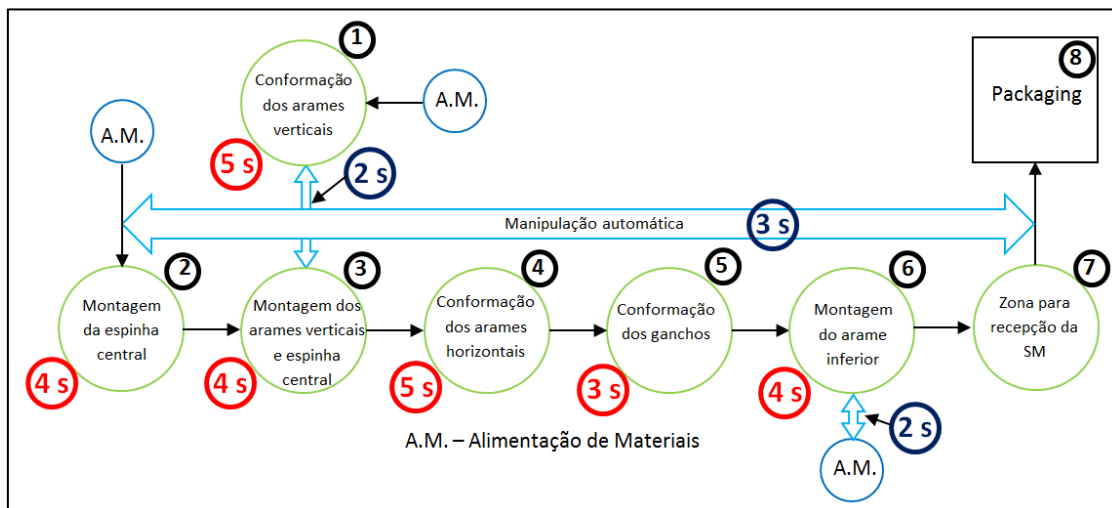 1
Conformação
dos arames
verticais
5 s
A.M.
2 s
A.M.
8
Packaging
Manipulação automática
3 s
2
Montagem
da espinha
central
4 s
3
Montagem dos
arames verticais
e espinha
central
4 s
4
Conformação
dos arames
horizontais
5 s
5
Conformação
dos ganchos
3 s
6
Montagem
do arame
inferior
4 s
7
Zona para
recepção da
SM
2 s
A.M.
A.M. – Alimentação de Materiais